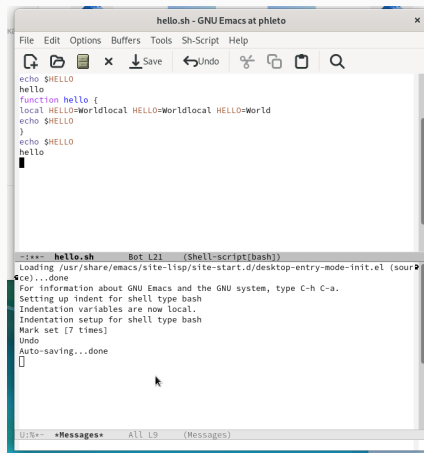 hello.sh - GNU Emacs at phleto
×
File Edit Options Buffers Tools Sh-Script Help
Save Undo
echo $HELLO
hello
function hello {
local HELLO=Worldlocal HELLO=Worldlocal HELLO=World
echo $HELLO
}
echo $HELLO
hello
-:**- hello.sh Bot L21 (Shell-script[bash])
Loading /usr/share/emacs/site-lisp/site-start.d/desktop-entry-mode-init.el (sour
ce)...done
For information about GNU Emacs and the GNU system, type C-h C-a.
Setting up indent for shell type bash
Indentation variables are now local.
Indentation setup for shell type bash
Mark set [7 times]
Undo
Auto-saving...done
U:%*- *Messages* All L9 (Messages)